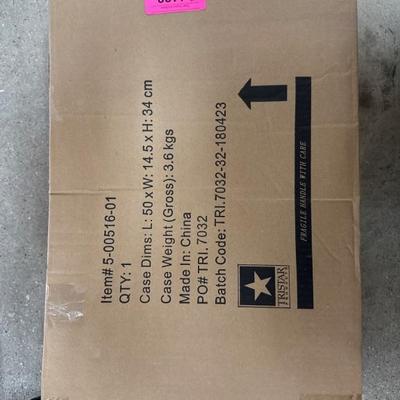 Item# 5-00516-01
QTY: 1
Case Dims: L: 50 x W: 14.5 x H: 34 cm
Case Weight (Gross): 3.6 kgs
Made In: China
PO# TRI. 7032
Batch Code: TRI.7032-32-180423
TRISTAR
FRAGILE HANDLE WITH CARE